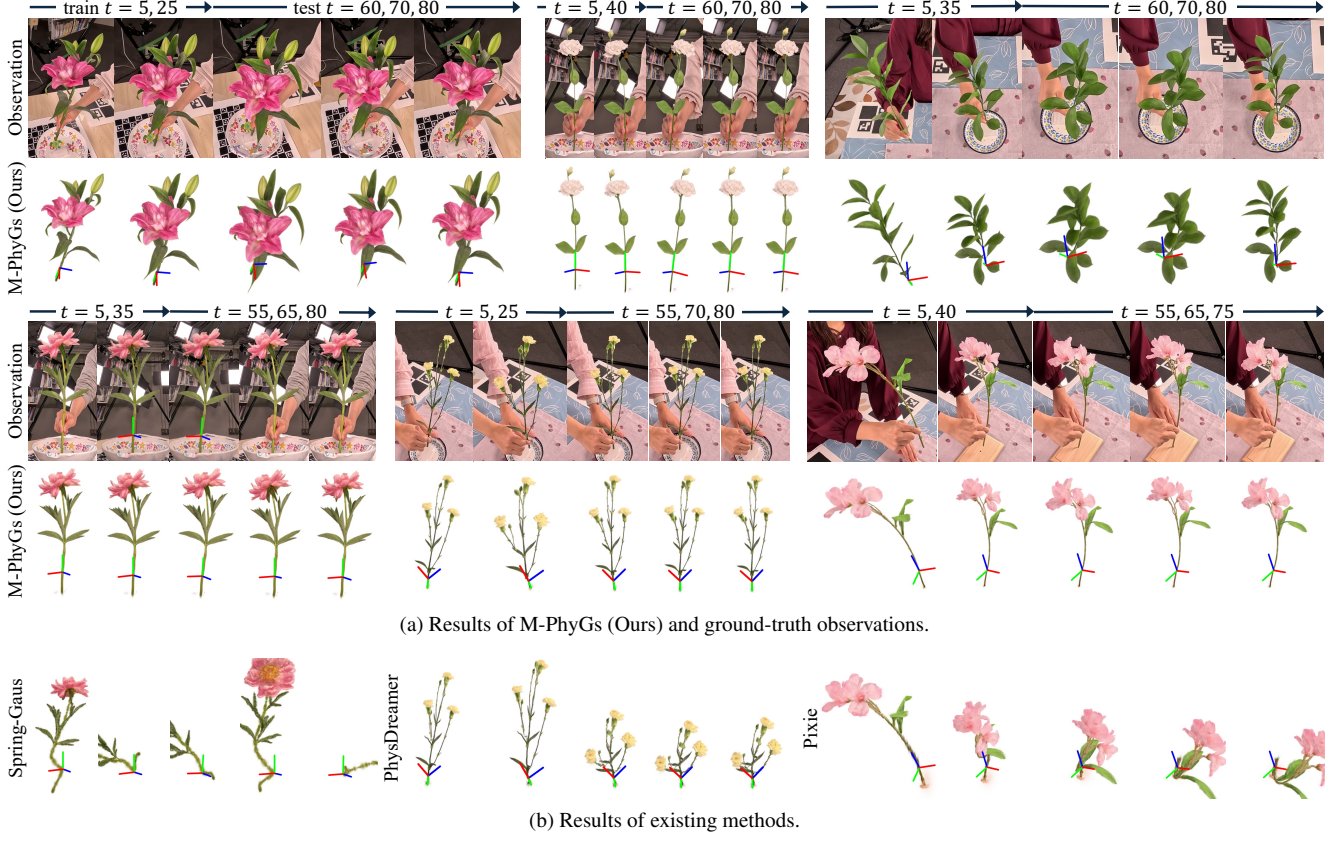 train t = 5, 25 test t = 60,70,80
t = 5,40 t = 60,70,80
t = 5,35 t = 60,70,80
Observation
M-PhyGs (Ours)
t = 5,35 t = 55,65,80
t = 5,25 t = 55,70,80
t = 5,40 t = 55,65,75
Observation
M-PhyGs (Ours)
(a) Results of M-PhyGs (Ours) and ground-truth observations.
Spring-Gaus
PhysDreamer
Pixie
(b) Results of existing methods.